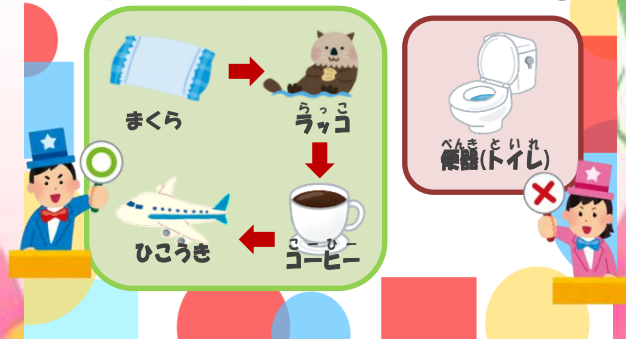 まくら
らっこ
ラッコ
こーひー
コーヒー
ひこうき
べんき といれ
便器(トイレ)